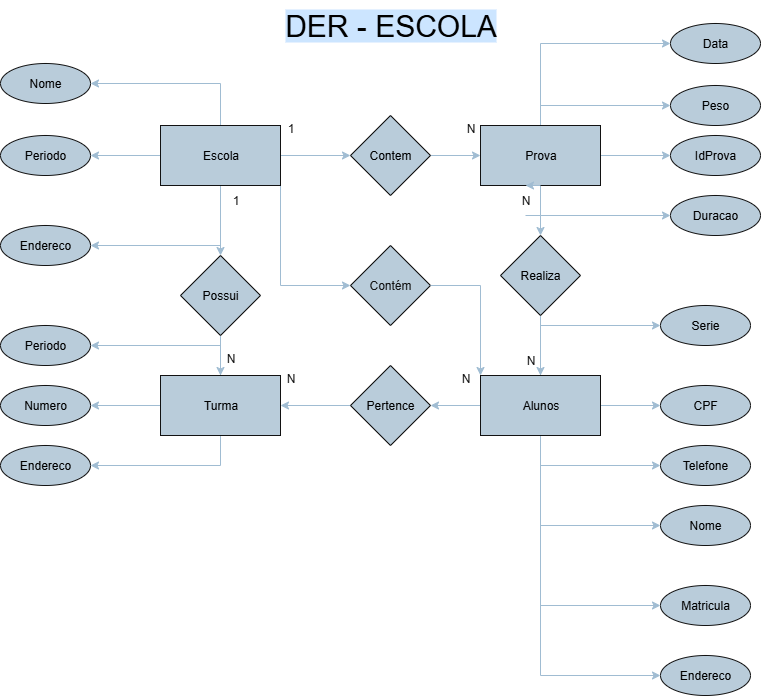 DER - ESCOLA
Data
Nome
Peso
1
N
Periodo
Escola
Contem
Prova
IdProva
1
N
Duracao
Endereco
Possui
Contém
Realiza
Serie
Periodo
N
N
N
N
Numero
Turma
Pertence
Alunos
CPF
Endereco
Telefone
Nome
Matricula
Endereco